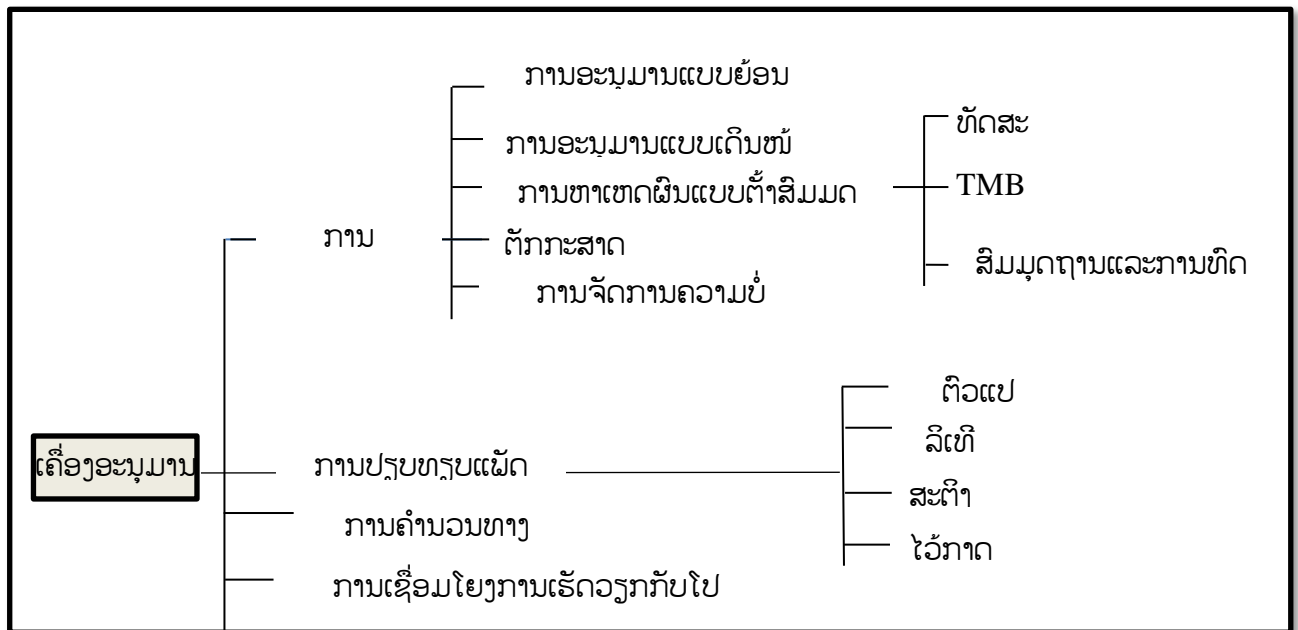 ການອະນຸມານແບບຍ້ອນ
ການອະນຸມານແບບເດີນໜ້
ການຫາເຫດຜົນແບບຕັ້າສົມມດ
ການ
ຕັກກະສາດ
ການຈັດການຄວາມບໍ່
ທັດສະ
TMB
ສົມມຸດຖານແລະການທົດ
ເຄື່ອງອະນຸມານ
ການປຽບທຽບແພັດ
ຕົວແປ
ລິເທີ
ສະຕິາ
ໄວ້ກາດ
ການຄຳນວນທາງ
ການເຊື່ອມໂຍງການເຮັດວຽກກັບໂປ